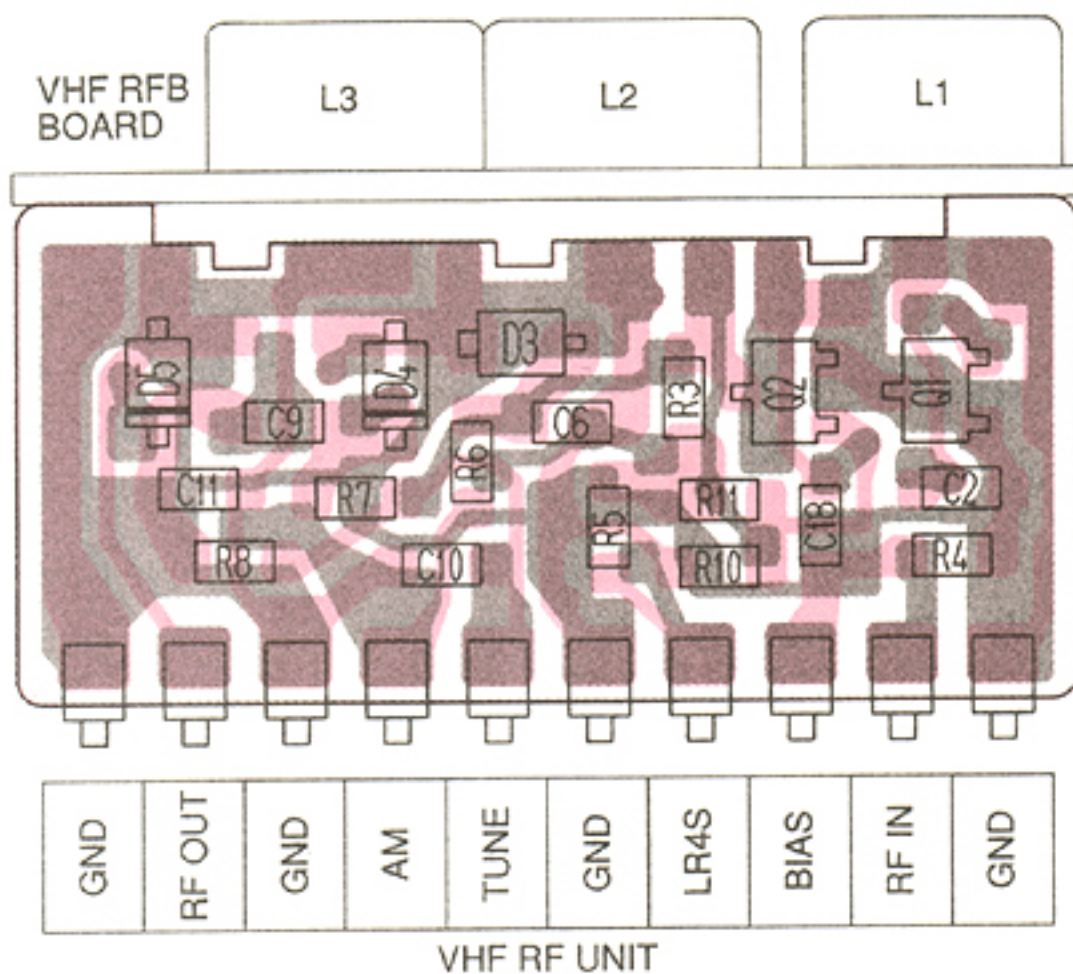 VHF RFB
BOARD
L3
L2
L1
D5
D4
D3
R3
Q2
Q1
C9
C6
R6
C11
R7
R5
R11
C18
C2
R8
C10
R10
R4
GND
RF OUT
GND
AM
TUNE
GND
LR4S
BIAS
RF IN
GND
VHF RF UNIT